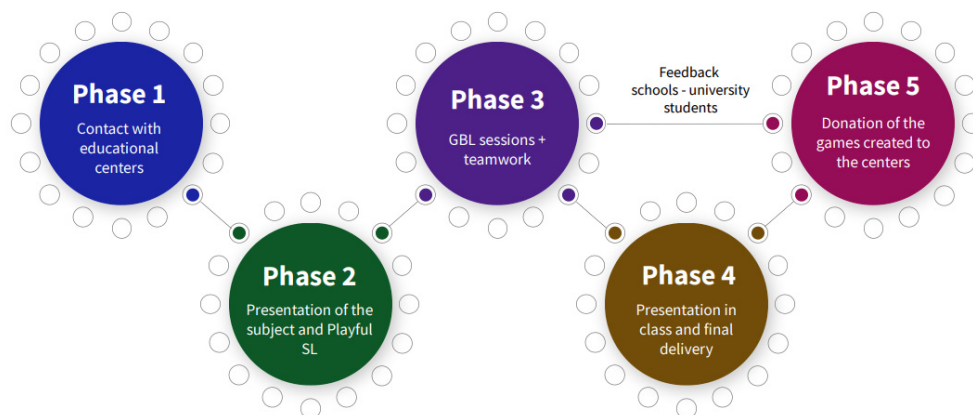 Phase 1
Contact with
educational
centers
Phase 2
Presentation of the
subject and Playful
SL
Phase 3
GBL sessions +
teamwork
Feedback
schools - university
students
Phase 4
Presentation in
class and final
delivery
Phase 5
Donation of the
games created to
the centers